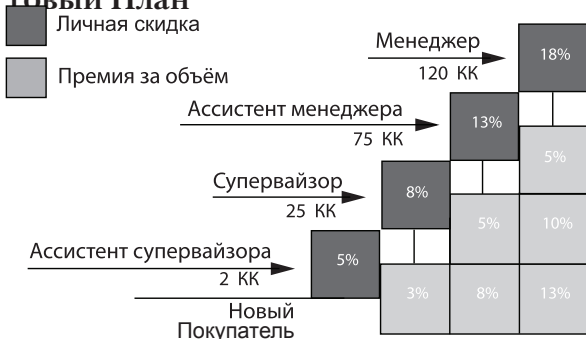 товый План
Личная скидка
Премия за объём
Менеджер
120 КК
18%
Ассистент менеджера
75 КК
13%
5%
Супервайзор
25 КК
8%
5%
10%
Ассистент супервайзора
2 КК
5%
3%
8%
13%
Новый
Покупатель